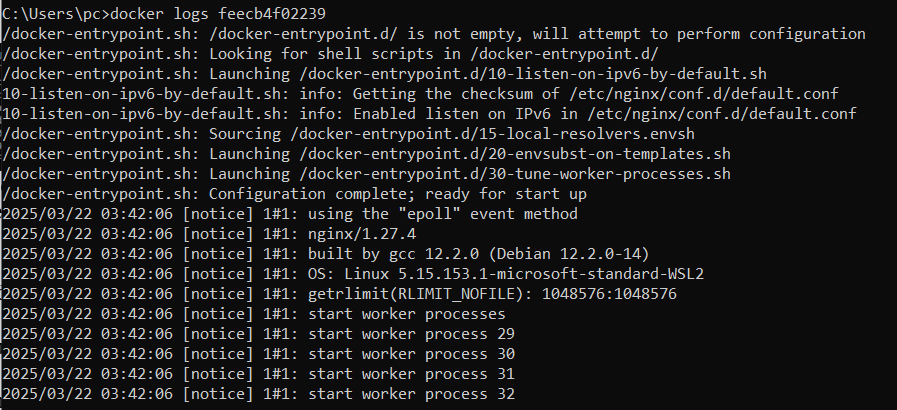 C:\Users\pc>docker logs feecb4f02239
/docker-entrypoint.sh: /docker-entrypoint.d/ is not empty, will attempt to perform configuration
/docker-entrypoint.sh: Looking for shell scripts in /docker-entrypoint.d/
/docker-entrypoint.sh: Launching /docker-entrypoint.d/10-listen-on-ipv6-by-default.sh
10-listen-on-ipv6-by-default.sh: info: Getting the checksum of /etc/nginx/conf.d/default.conf
10-listen-on-ipv6-by-default.sh: info: Enabled listen on IPv6 in /etc/nginx/conf.d/default.conf
/docker-entrypoint.sh: Sourcing /docker-entrypoint.d/15-local-resolvers.envsh
/docker-entrypoint.sh: Launching /docker-entrypoint.d/20-envsubst-on-templates.sh
/docker-entrypoint.sh: Launching /docker-entrypoint.d/30-tune-worker-processes.sh
/docker-entrypoint.sh: Configuration complete; ready for start up
2025/03/22 03:42:06 [notice] 1#1: using the "epoll" event method
2025/03/22 03:42:06 [notice] 1#1: nginx/1.27.4
2025/03/22 03:42:06 [notice] 1#1: built by gcc 12.2.0 (Debian 12.2.0-14)
2025/03/22 03:42:06 [notice] 1#1: OS: Linux 5.15.153.1-microsoft-standard-WSL2
2025/03/22 03:42:06 [notice] 1#1: getrlimit(RLIMIT_NOFILE): 1048576:1048576
2025/03/22 03:42:06 [notice] 1#1: start worker processes
2025/03/22 03:42:06 [notice] 1#1: start worker process 29
2025/03/22 03:42:06 [notice] 1#1: start worker process 30
2025/03/22 03:42:06 [notice] 1#1: start worker process 31
2025/03/22 03:42:06 [notice] 1#1: start worker process 32